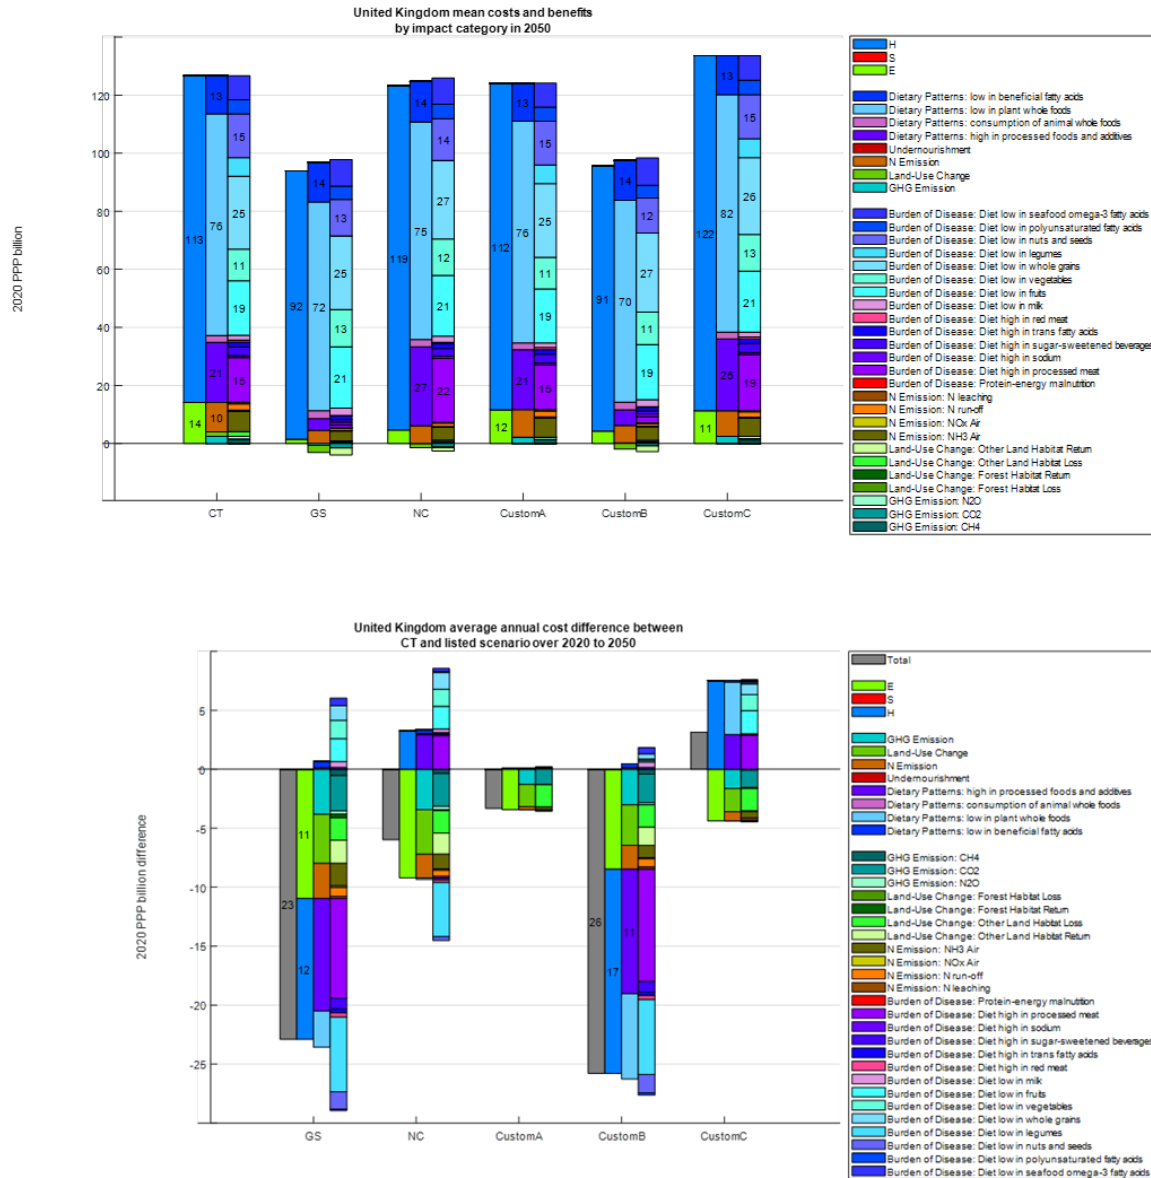 United Kingdom mean costs and benefits
by impact category in 2050
2020 PPP billion
120
100
80
60
40
20
0
113
14
13
76
21
10
15
25
11
19
15
92
14
72
13
25
13
21
119
14
75
27
14
27
12
21
22
112
12
13
76
21
15
25
11
19
15
91
14
70
12
27
11
19
122
11
13
82
25
15
26
13
21
19
CT
GS
NC
CustomA
CustomB
CustomC
H
S
E
Dietary Patterns: low in beneficial fatty acids
Dietary Patterns: low in plant whole foods
Dietary Patterns: consumption of animal whole foods
Dietary Patterns: high in processed foods and additives
Undernourishment
N Emission
Land-Use Change
GHG Emission
Burden of Disease: Diet low in seafood omega-3 fatty acids
Burden of Disease: Diet low in polyunsaturated fatty acids
Burden of Disease: Diet low in nuts and seeds
Burden of Disease: Diet low in legumes
Burden of Disease: Diet low in whole grains
Burden of Disease: Diet low in vegetables
Burden of Disease: Diet low in fruits
Burden of Disease: Diet low in milk
Burden of Disease: Diet high in red meat
Burden of Disease: Diet high in trans fatty acids
Burden of Disease: Diet high in sugar-sweetened beverages
Burden of Disease: Diet high in sodium
Burden of Disease: Diet high in processed meat
Burden of Disease: Protein-energy malnutrition
N Emission: N leaching
N Emission: N run-off
N Emission: NOx Air
N Emission: NH3 Air
Land-Use Change: Other Land Habitat Return
Land-Use Change: Other Land Habitat Loss
Land-Use Change: Forest Habitat Return
Land-Use Change: Forest Habitat Loss
GHG Emission: N2O
GHG Emission: CO2
GHG Emission: CH4
United Kingdom average annual cost difference between
CT and listed scenario over 2020 to 2050
2020 PPP billion difference
5
0
-5
-10
-15
-20
-25
23
11
12
26
17
11
GS
NC
CustomA
CustomB
CustomC
Total
E
S
H
GHG Emission
Land-Use Change
N Emission
Undernourishment
Dietary Patterns: high in processed foods and additives
Dietary Patterns: consumption of animal whole foods
Dietary Patterns: low in plant whole foods
Dietary Patterns: low in beneficial fatty acids
GHG Emission: CH4
GHG Emission: CO2
GHG Emission: N2O
Land-Use Change: Forest Habitat Loss
Land-Use Change: Forest Habitat Return
Land-Use Change: Other Land Habitat Loss
Land-Use Change: Other Land Habitat Return
N Emission: NH3 Air
N Emission: NOx Air
N Emission: N run-off
N Emission: N leaching
Burden of Disease: Protein-energy malnutrition
Burden of Disease: Diet high in processed meat
Burden of Disease: Diet high in sodium
Burden of Disease: Diet high in sugar-sweetened beverages
Burden of Disease: Diet high in trans fatty acids
Burden of Disease: Diet high in red meat
Burden of Disease: Diet low in milk
Burden of Disease: Diet low in fruits
Burden of Disease: Diet low in vegetables
Burden of Disease: Diet low in whole grains
Burden of Disease: Diet low in legumes
Burden of Disease: Diet low in nuts and seeds
Burden of Disease: Diet low in polyunsaturated fatty acids
Burden of Disease: Diet low in seafood omega-3 fatty acids